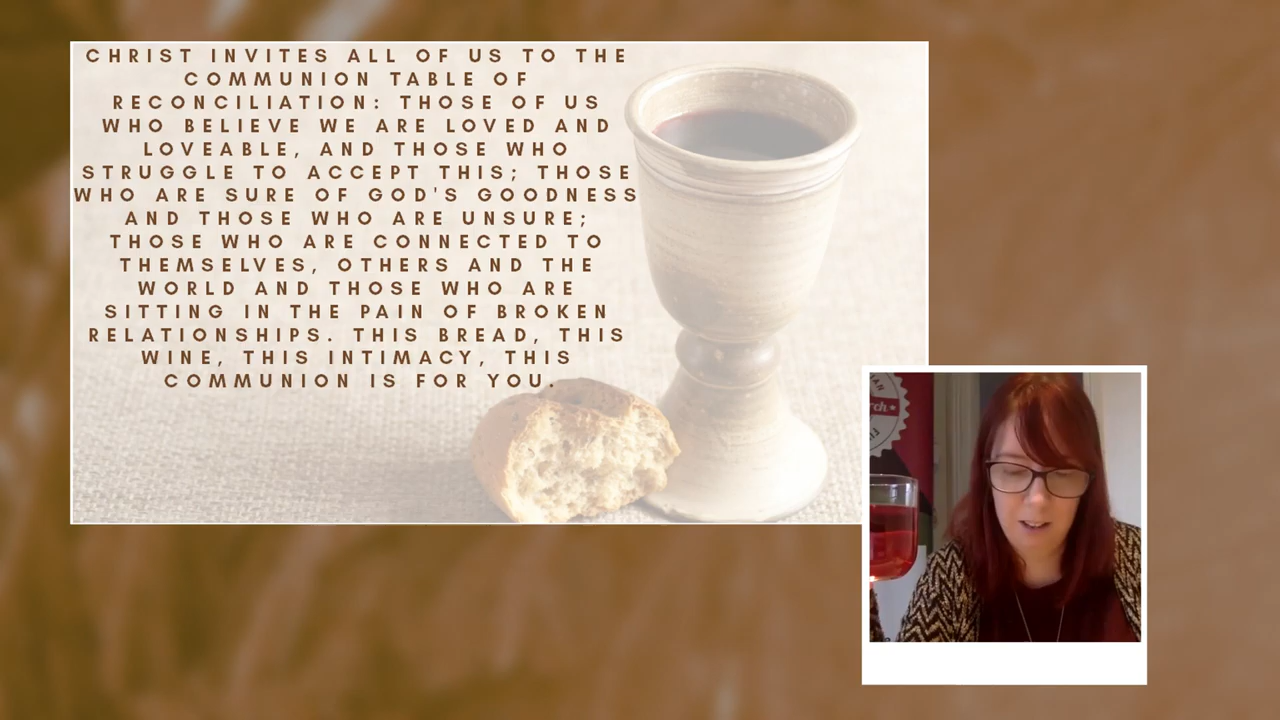 CHRIST INVITES ALL OF US TO THE
COMMUNION TABLE OF
RECONCILIATION: THOSE OF US
WHO BELIEVE WE ARE LOVED AND
LOVEABLE, AND THOSE WHO
STRUGGLE TO ACCEPT THIS; THOSE
WHO ARE SURE OF GOD'S GOODNESS
AND THOSE WHO ARE UNSURE;
THOSE WHO ARE CONNECTED TO
THEMSELVES, OTHERS AND THE
WORLD AND THOSE WHO ARE
SITTING IN THE PAIN OF BROKEN
RELATIONSHIPS. THIS BREAD, THIS
WINE, THIS INTIMACY, THIS
COMMUNION IS FOR YOU.